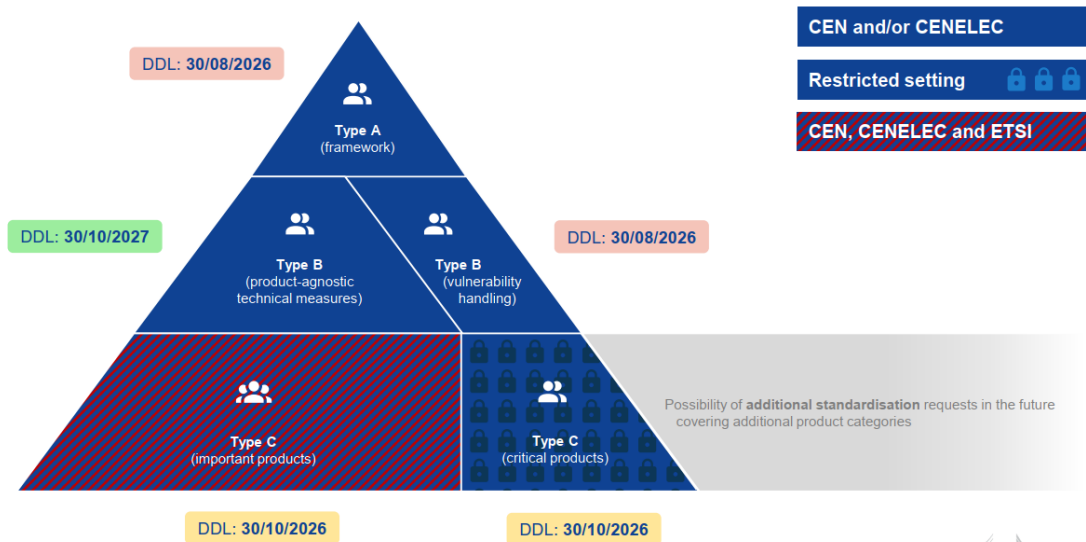 CEN and/or CENELEC
Restricted setting
CEN, CENELEC and ETSI
DDL: 30/08/2026
Type A
(framework)
DDL: 30/10/2027
Type B
(product-agnostic
technical measures)
Type B
(vulnerability
handling)
DDL: 30/08/2026
Type C
(important products)
Type C
(critical products)
Possibility of additional standardisation requests in the future
covering additional product categories
DDL: 30/10/2026
DDL: 30/10/2026